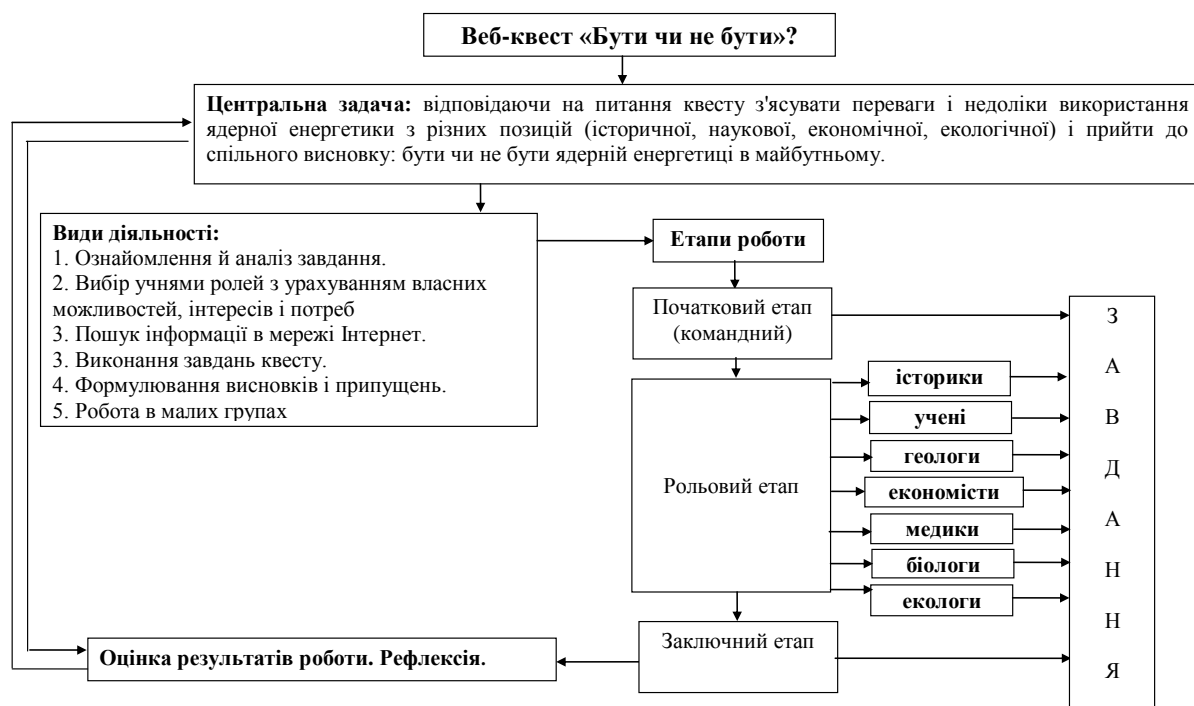 Веб-квест «Бути чи не бути»?
Центральна задача: відповідаючи на питання квесту з'ясувати переваги і недоліки використання
ядерної енергетики з різних позицій (історичної, наукової, економічної, екологічної) і прийти до
спільного висновку: бути чи не бути ядерній енергетиці в майбутньому.
Види діяльності:
1. Ознайомлення й аналіз завдання.
2. Вибір учнями ролей з урахуванням власних
можливостей, інтересів і потреб
3. Пошук інформації в мережі Інтернет.
3. Виконання завдань квесту.
4. Формулювання висновків і припущень.
5. Робота в малих групах
Етапи роботи
Початковий етап
(командний)
Рольовий етап
історики
учені
геологи
економісти
медики
біологи
екологи
Заключний етап
Оцінка результатів роботи. Рефлексія.
З
А
В
Д
А
Н
Н
Я